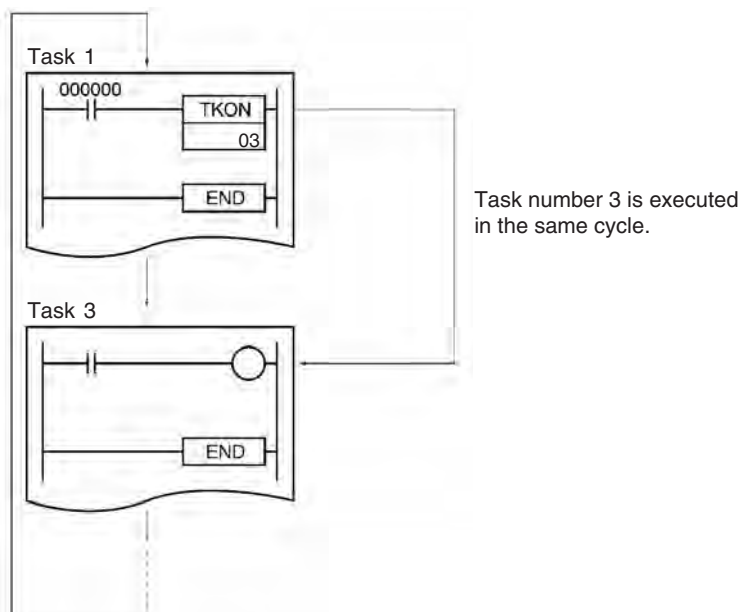 Task 1
000000
TKON
03
END
Task number 3 is executed
in the same cycle.
Task 3
END